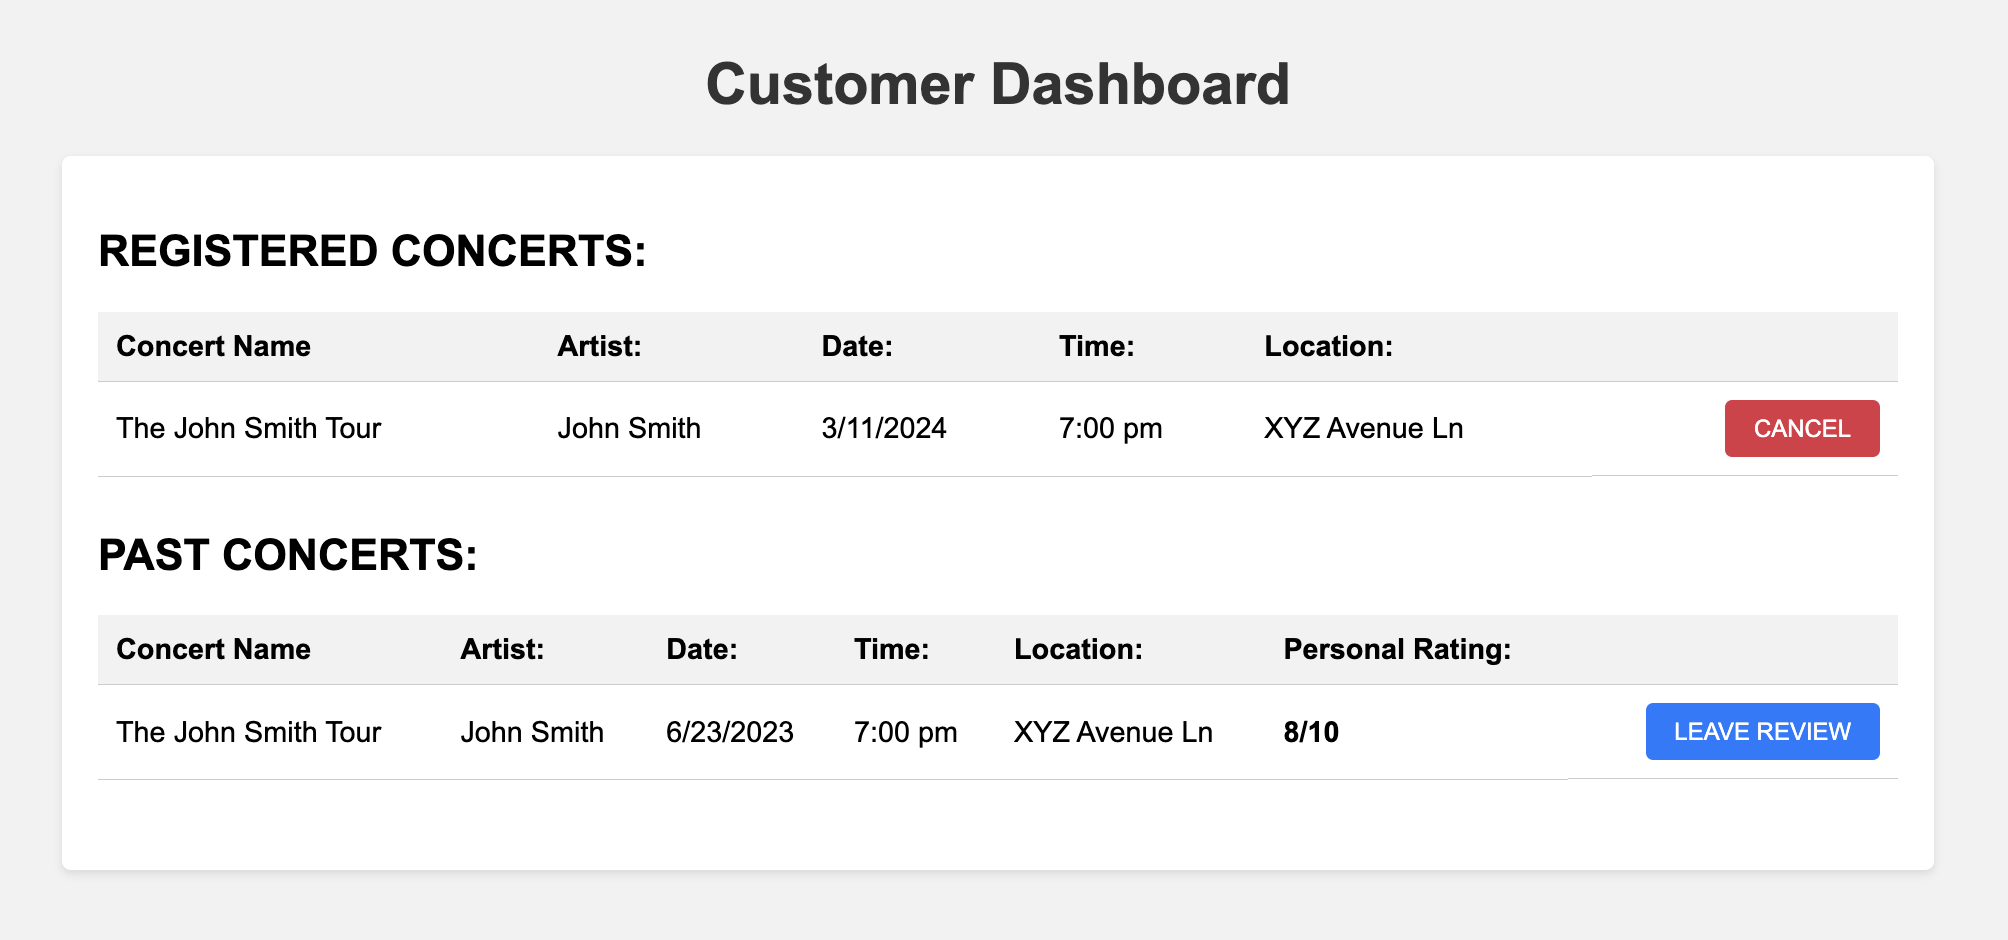 Customer Dashboard
REGISTERED CONCERTS:
Concert Name Artist: Date: Time: Location:
The John Smith Tour John Smith 3/11/2024 7:00 pm XYZ Avenue Ln CANCEL
PAST CONCERTS:
Concert Name Artist: Date: Time: Location: Personal Rating:
The John Smith Tour John Smith 6/23/2023 7:00 pm XYZ Avenue Ln 8/10 LEAVE REVIEW